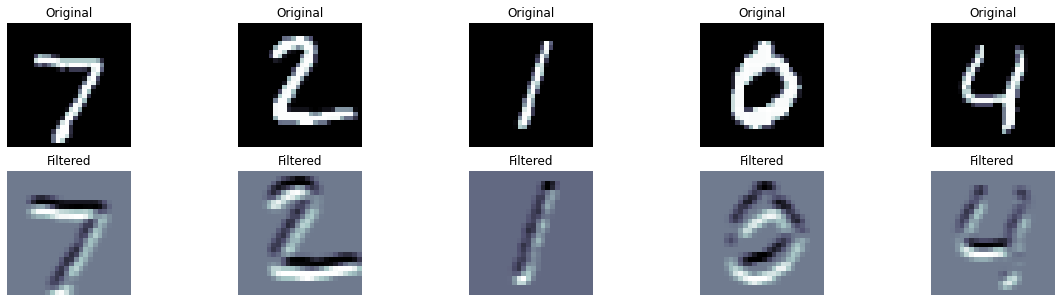 Original Original Original Original Original
7 2 1 0 4
Filtered Filtered Filtered Filtered Filtered
7 2 1 0 4